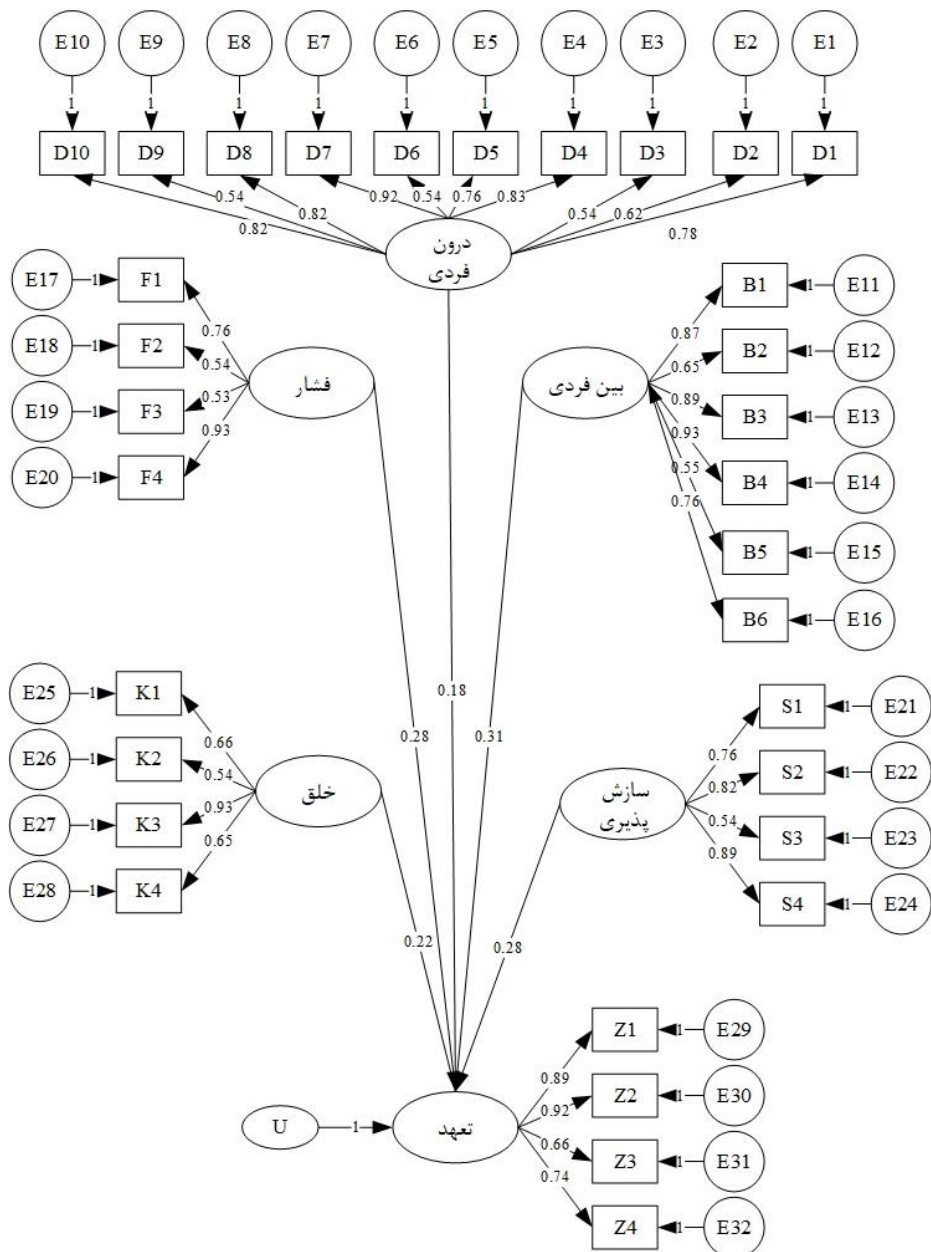 E10 E9 E8 E7 E6 E5 E4 E3 E2 E1
1 1 1 1 1 1 1 1 1 1
D10 D9 D8 D7 D6 D5 D4 D3 D2 D1
0.82 0.54 0.82 0.92 0.54 0.76 0.83 0.54 0.62 0.78
درون
فردی
E17 1 F1 0.76
E18 1 F2 0.54
E19 1 F3 0.53
E20 1 F4 0.93
فشار
بین فردی
0.87 B1 1 E11
0.65 B2 1 E12
0.89 B3 1 E13
0.93 B4 1 E14
0.55 B5 1 E15
0.76 B6 1 E16
0.28 0.18 0.31
E25 1 K1 0.66
E26 1 K2 0.54
E27 1 K3 0.93
E28 1 K4 0.65
خلق
سازش
پذیری
0.76 S1 1 E21
0.82 S2 1 E22
0.54 S3 1 E23
0.89 S4 1 E24
0.22 0.28
U 1 تعهد
0.89 Z1 1 E29
0.92 Z2 1 E30
0.66 Z3 1 E31
0.74 Z4 1 E32